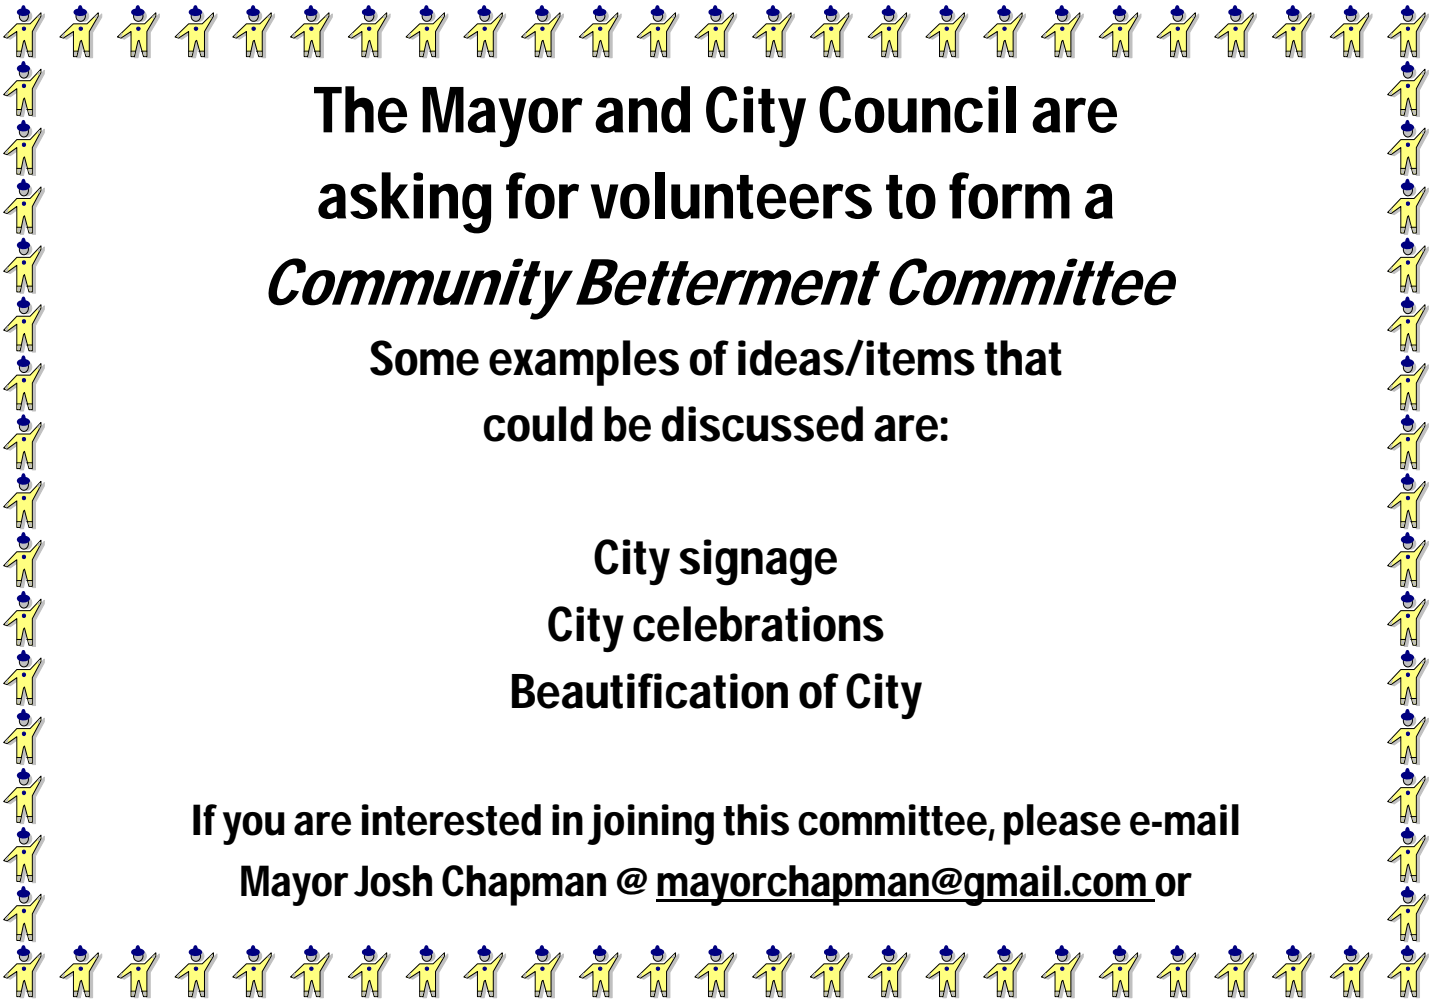 The Mayor and City Council are
asking for volunteers to form a
Community Betterment Committee
Some examples of ideas/items that
could be discussed are:
City signage
City celebrations
Beautification of City
If you are interested in joining this committee, please e-mail
Mayor Josh Chapman @ mayorchapman@gmail.com or